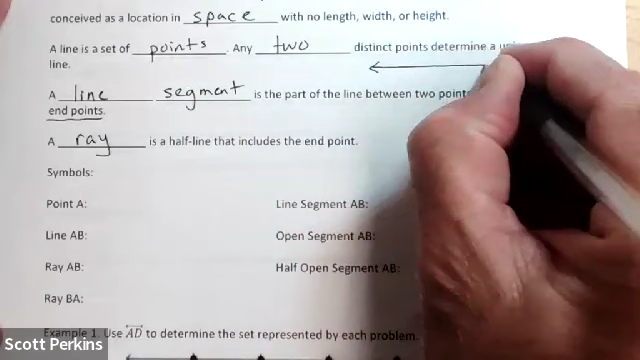 conceived as a location in space with no length, width, or height.
A line is a set of points. Any two distinct points determine a
line.
A line segment is the part of the line between two points
end points.
A ray is a half-line that includes the end point.
Symbols:
Point A:
Line Segment AB:
Line AB:
Open Segment AB:
Ray AB:
Half Open Segment AB:
Ray BA:
Example 1 Use AD to determine the set represented by each problem.
Scott Perkins